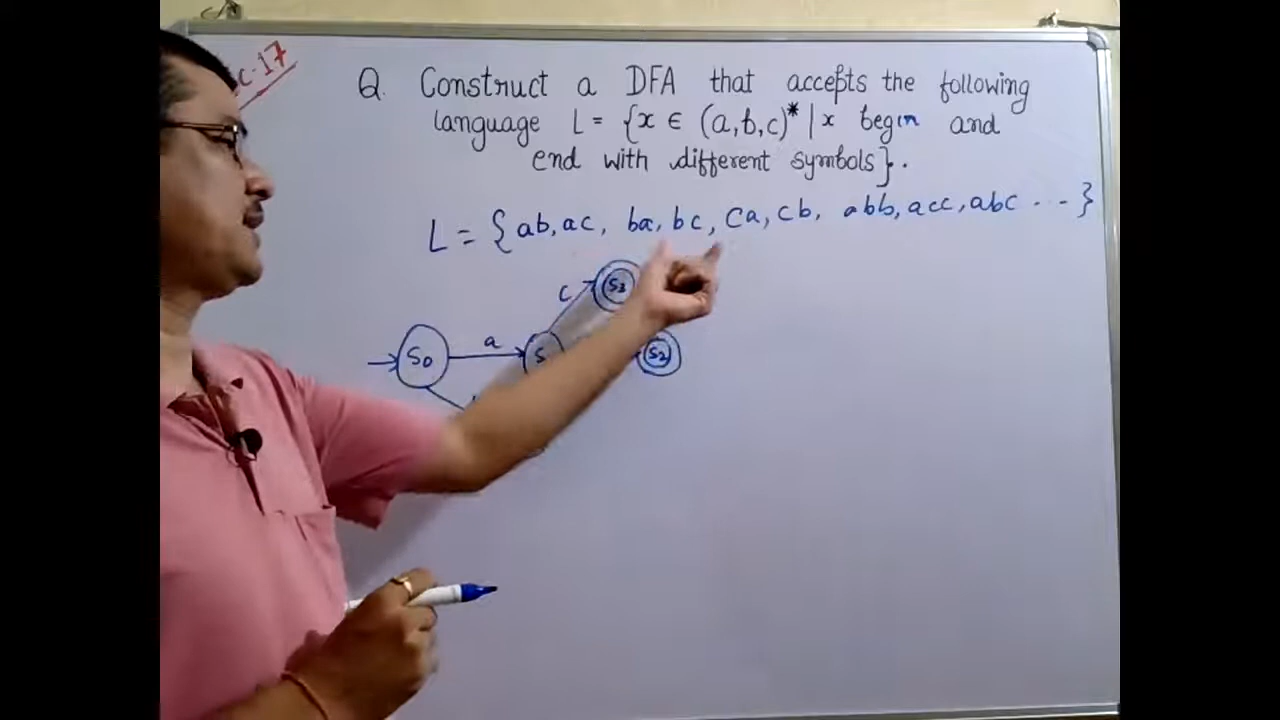 c.17
Q. Construct a DFA that accepts the following
language L = {x ∈ (a,b,c)* | x begin and
end with different symbols}.
L = {ab, ac, ba, bc, ca, cb, abb, acc, abc ... }
c S3
S0 a S S2